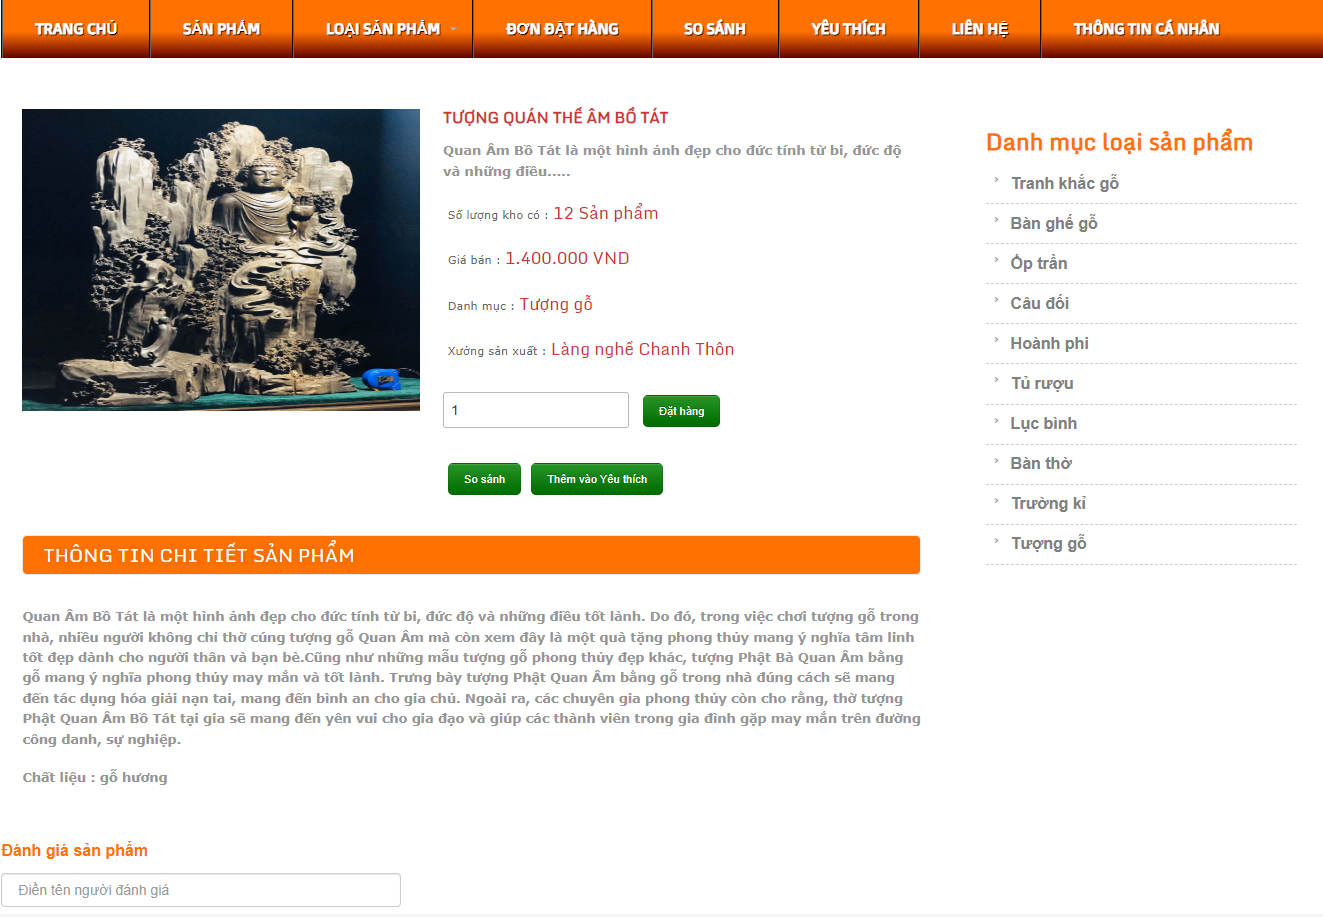 TRANG CHỦ
SẢN PHẨM
LOẠI SẢN PHẨM
ĐƠN ĐẶT HÀNG
SO SÁNH
YÊU THÍCH
LIÊN HỆ
THÔNG TIN CÁ NHÂN
TƯỢNG QUÁN THẾ ÂM BỒ TÁT
Quan Âm Bồ Tát là một hình ảnh đẹp cho đức tính từ bi, đức độ
và những điều.....
Số lượng kho có : 12 Sản phẩm
Giá bán : 1.400.000 VND
Danh mục : Tượng gỗ
Xưởng sản xuất : Làng nghề Chanh Thôn
1
Đặt hàng
So sánh
Thêm vào Yêu thích
Danh mục loại sản phẩm
Tranh khắc gỗ
Bàn ghế gỗ
Ốp trần
Câu đối
Hoành phi
Tủ rượu
Lục bình
Bàn thờ
Trường kỉ
Tượng gỗ
THÔNG TIN CHI TIẾT SẢN PHẨM
Quan Âm Bồ Tát là một hình ảnh đẹp cho đức tính từ bi, đức độ và những điều tốt lành. Do đó, trong việc chơi tượng gỗ trong
nhà, nhiều người không chỉ thờ cúng tượng gỗ Quan Âm mà còn xem đây là một quà tặng phong thủy mang ý nghĩa tâm linh
tốt đẹp dành cho người thân và bạn bè.Cũng như những mẫu tượng gỗ phong thủy đẹp khác, tượng Phật Bà Quan Âm bằng
gỗ mang ý nghĩa phong thủy may mắn và tốt lành. Trưng bày tượng Phật Quan Âm bằng gỗ trong nhà đúng cách sẽ mang
đến tác dụng hóa giải nạn tai, mang đến bình an cho gia chủ. Ngoài ra, các chuyên gia phong thủy còn cho rằng, thờ tượng
Phật Quan Âm Bồ Tát tại gia sẽ mang đến yên vui cho gia đạo và giúp các thành viên trong gia đình gặp may mắn trên đường
công danh, sự nghiệp.
Chất liệu : gỗ hương
Đánh giá sản phẩm
Điền tên người đánh giá